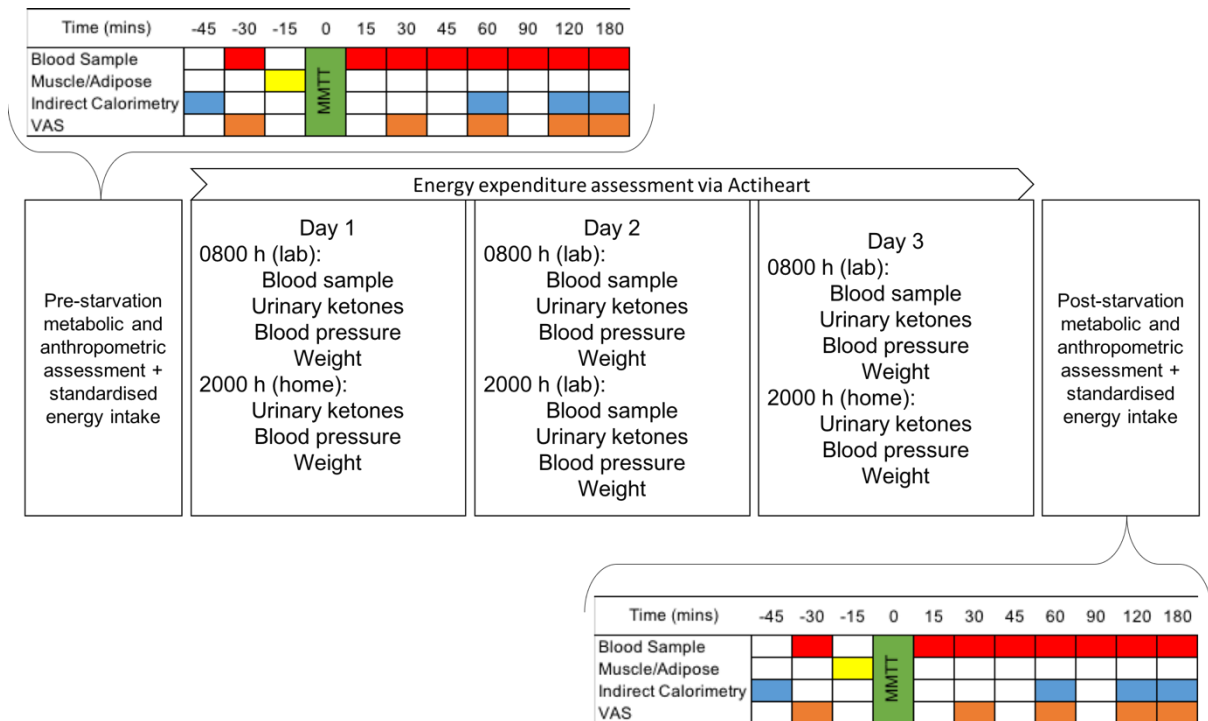 Time (mins) -45 -30 -15 0 15 30 45 60 90 120 180
Blood Sample
Muscle/Adipose
Indirect Calorimetry
VAS
MMTT
Energy expenditure assessment via Actiheart
Pre-starvation
metabolic and
anthropometric
assessment +
standardised
energy intake
Day 1
0800 h (lab):
Blood sample
Urinary ketones
Blood pressure
Weight
2000 h (home):
Urinary ketones
Blood pressure
Weight
Day 2
0800 h (lab):
Blood sample
Urinary ketones
Blood pressure
Weight
2000 h (lab):
Blood sample
Urinary ketones
Blood pressure
Weight
Day 3
0800 h (lab):
Blood sample
Urinary ketones
Blood pressure
Weight
2000 h (home):
Urinary ketones
Blood pressure
Weight
Post-starvation
metabolic and
anthropometric
assessment +
standardised
energy intake
Time (mins) -45 -30 -15 0 15 30 45 60 90 120 180
Blood Sample
Muscle/Adipose
Indirect Calorimetry
VAS
MMTT